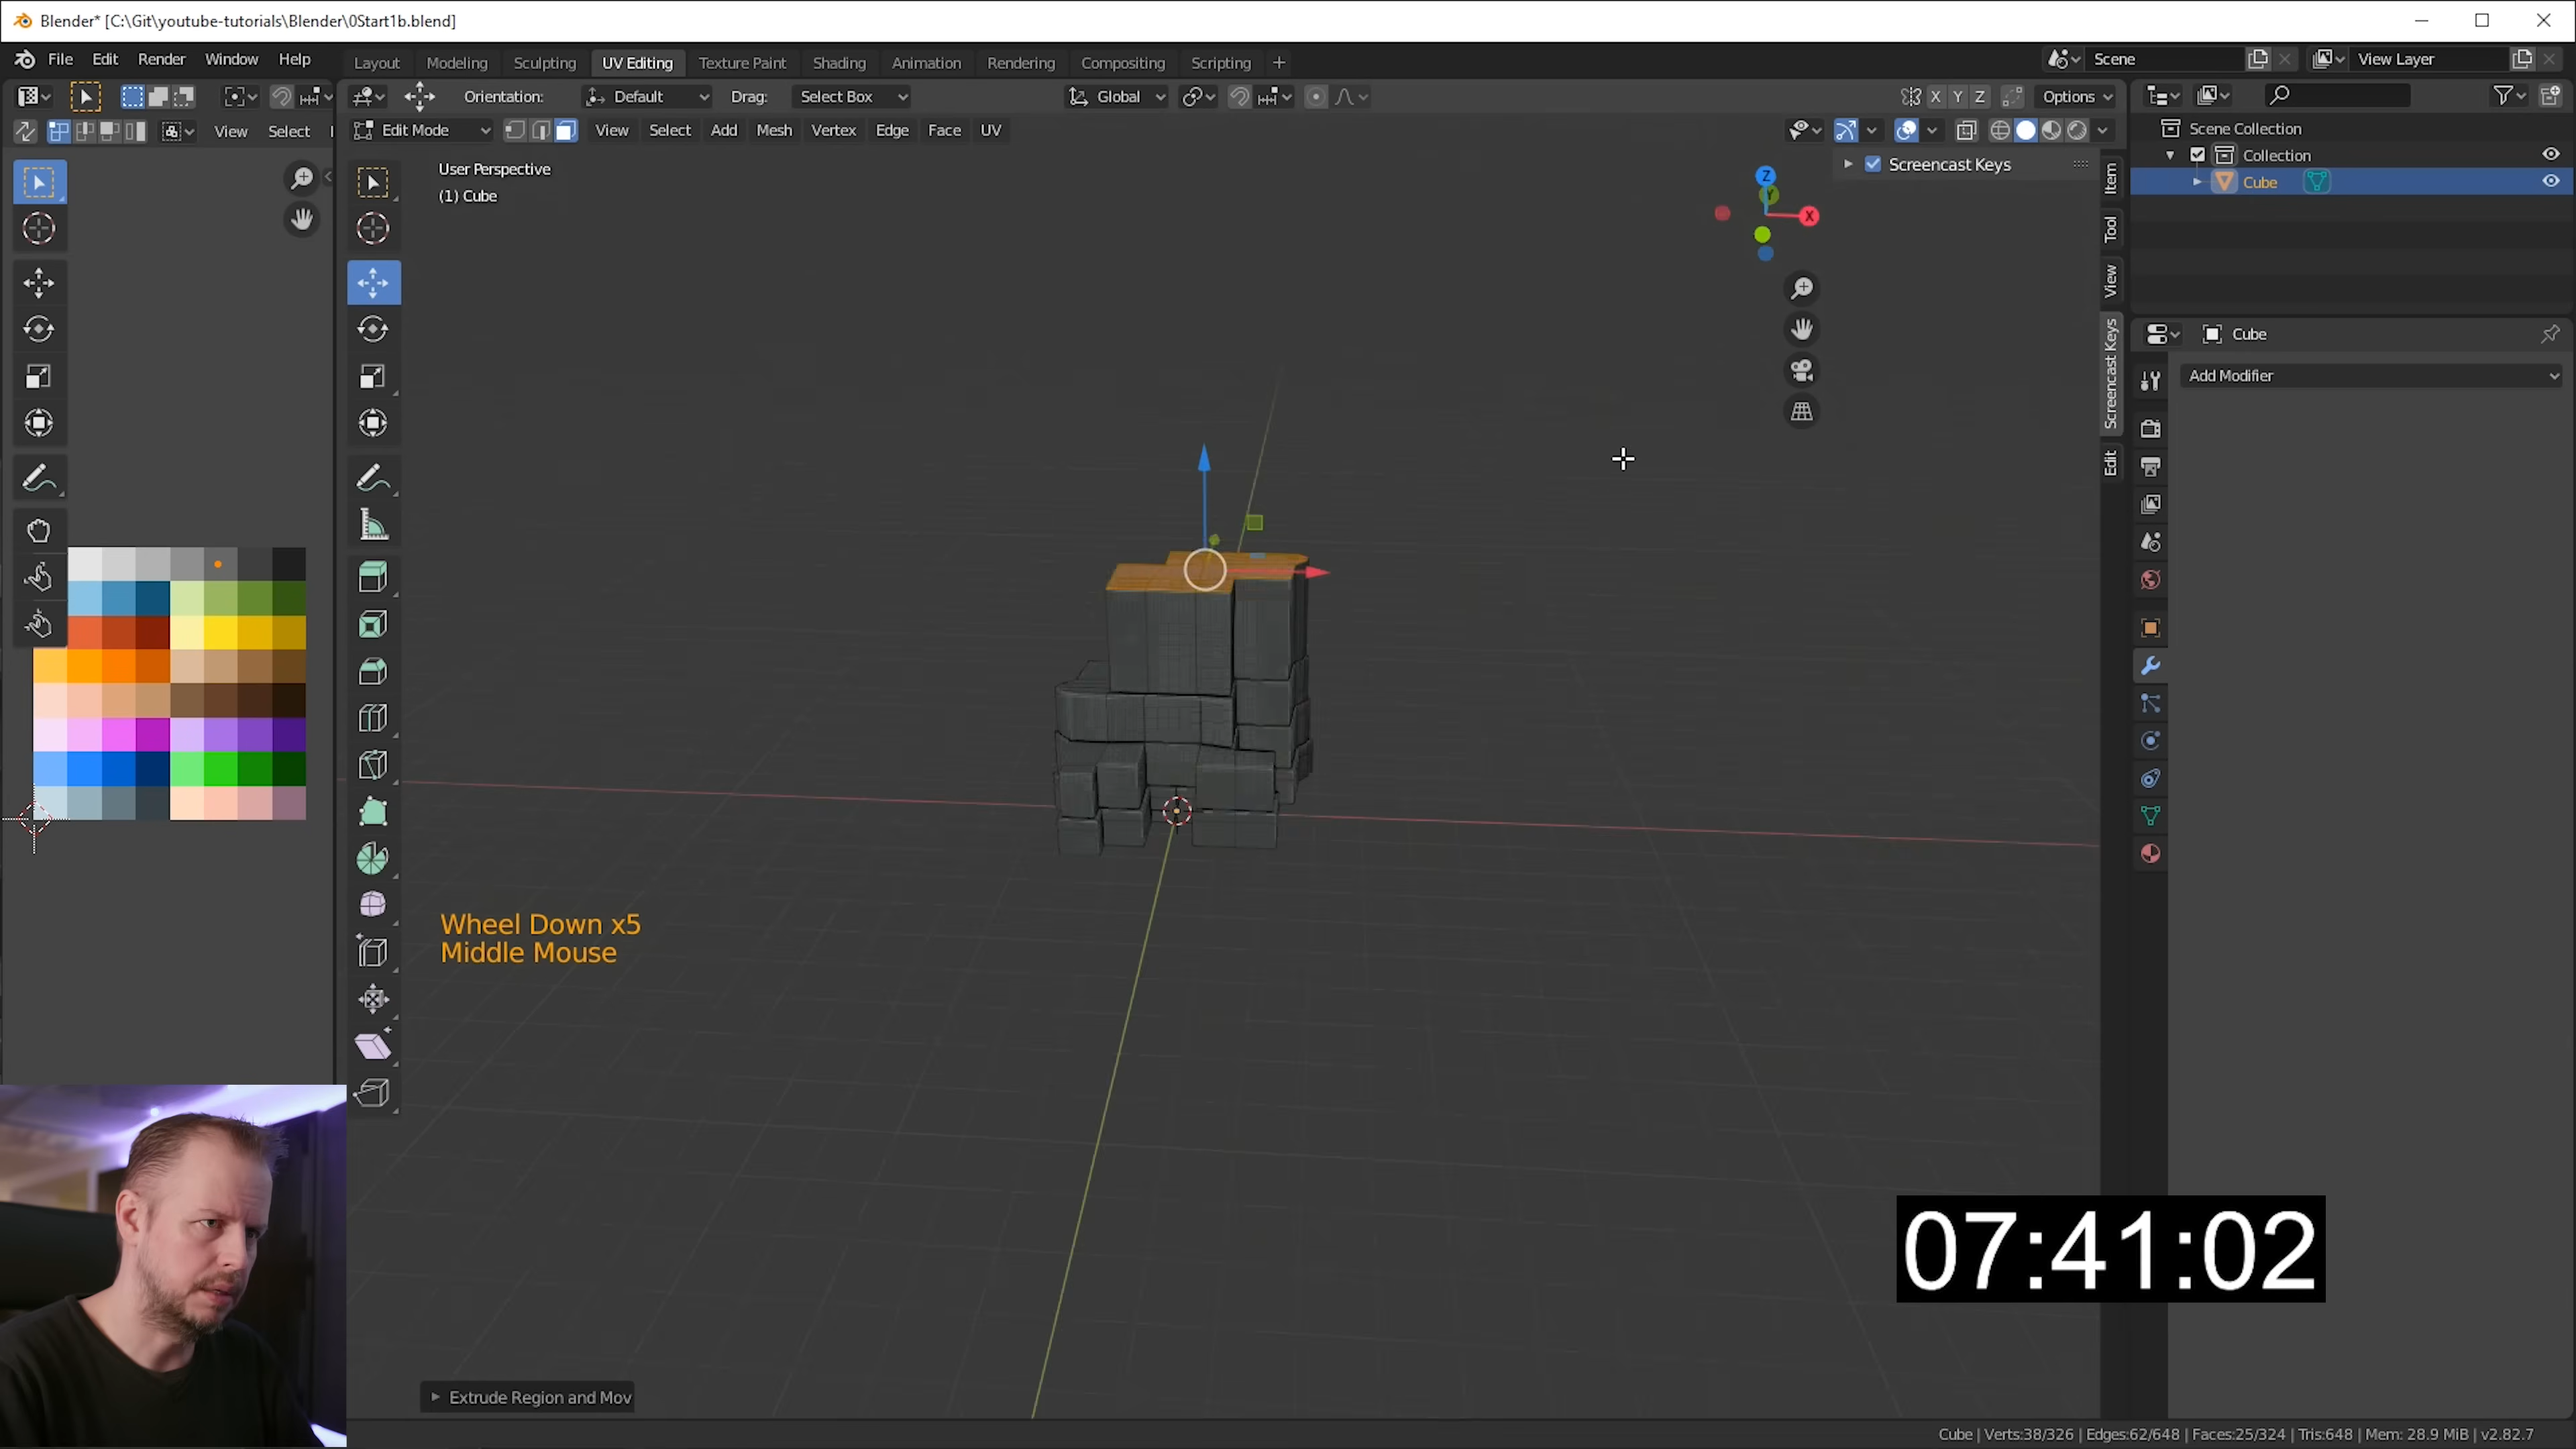 Blender* [C:\Git\youtube-tutorials\Blender\0Start1b.blend]
File Edit Render Window Help
Layout Modeling Sculpting UV Editing Texture Paint Shading Animation Rendering Compositing Scripting +
Scene
View Layer
Orientation: Default Drag: Select Box
Global
X Y Z Options
View Select
Edit Mode View Select Add Mesh Vertex Edge Face UV
User Perspective
(1) Cube
Screencast Keys
Z
Y
X
Item
Tool
View
Screencast Keys
Edit
Scene Collection
Collection
Cube
Cube
Add Modifier
Wheel Down x5
Middle Mouse
07:41:02
Extrude Region and Mov
Cube | Verts:38/326 | Edges:62/648 | Faces:25/324 | Tris:648 | Mem: 28.9 MiB | v2.82.7